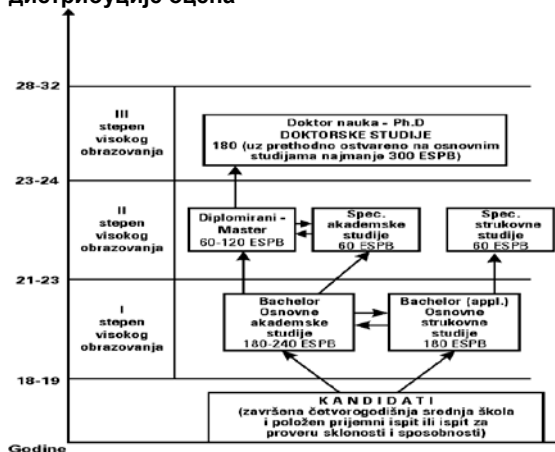 дистрибуције оцена
28-32
III
stepen
visokog
obrazovanja
Doktor nauka - Ph.D
DOKTORSKE STUDIJE
180 (uz prethodno ostvareno na osnovnim
studijama najmanje 300 ESPB)
23-24
II
stepen
visokog
obrazovanja
Diplomirani -
Master
60-120 ESPB
Spec.
akademske
studije
60 ESPB
Spec.
strukovne
studije
60 ESPB
21-23
I
stepen
visokog
obrazovanja
Bachelor
Osnovne
akademske
studije
180-240 ESPB
Bachelor (appl.)
Osnovne
strukovne
studije
180 ESPB
18-19
KANDIDATI
(završena četvorogodišnja srednja škola
i položen prijemni ispit ili ispit za
proveru sklonosti i sposobnosti)
Godine